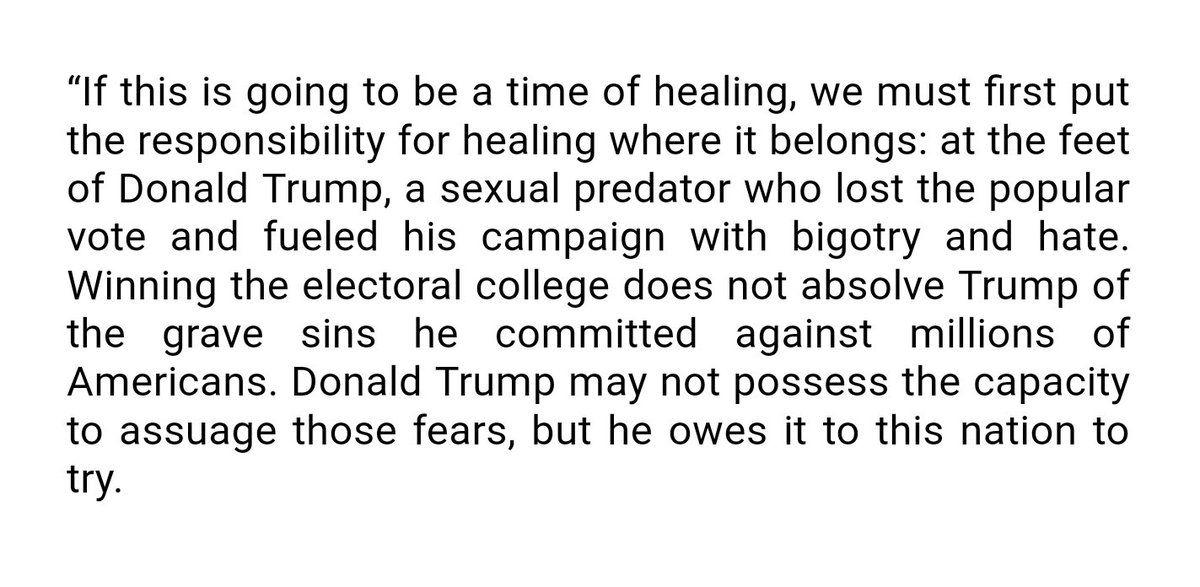 “If this is going to be a time of healing, we must first put
the responsibility for healing where it belongs: at the feet
of Donald Trump, a sexual predator who lost the popular
vote and fueled his campaign with bigotry and hate.
Winning the electoral college does not absolve Trump of
the grave sins he committed against millions of
Americans. Donald Trump may not possess the capacity
to assuage those fears, but he owes it to this nation to
try.